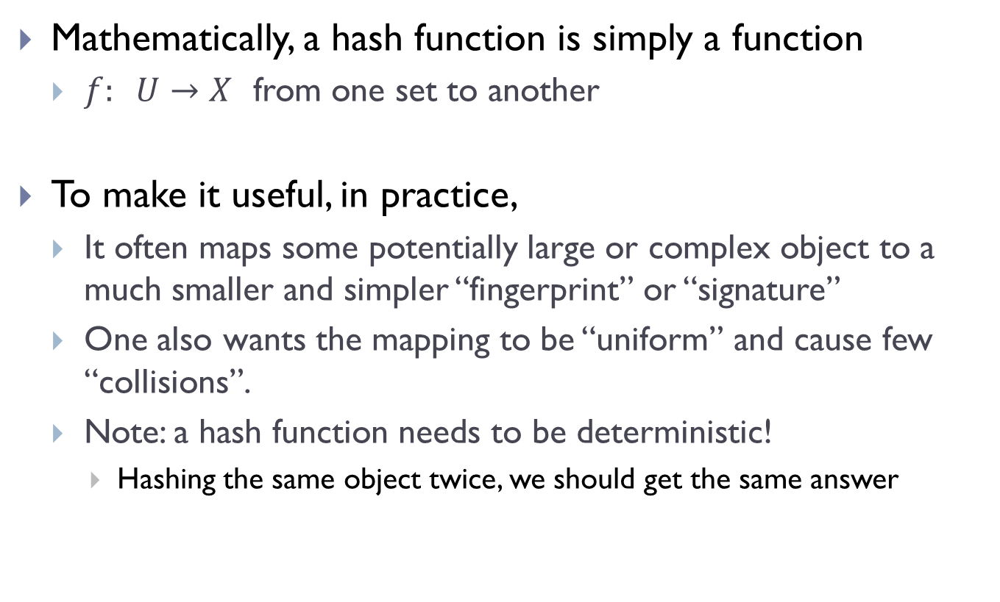 Mathematically, a hash function is simply a function
f: U → X from one set to another
To make it useful, in practice,
It often maps some potentially large or complex object to a
much smaller and simpler “fingerprint” or “signature”
One also wants the mapping to be “uniform” and cause few
“collisions”.
Note: a hash function needs to be deterministic!
Hashing the same object twice, we should get the same answer